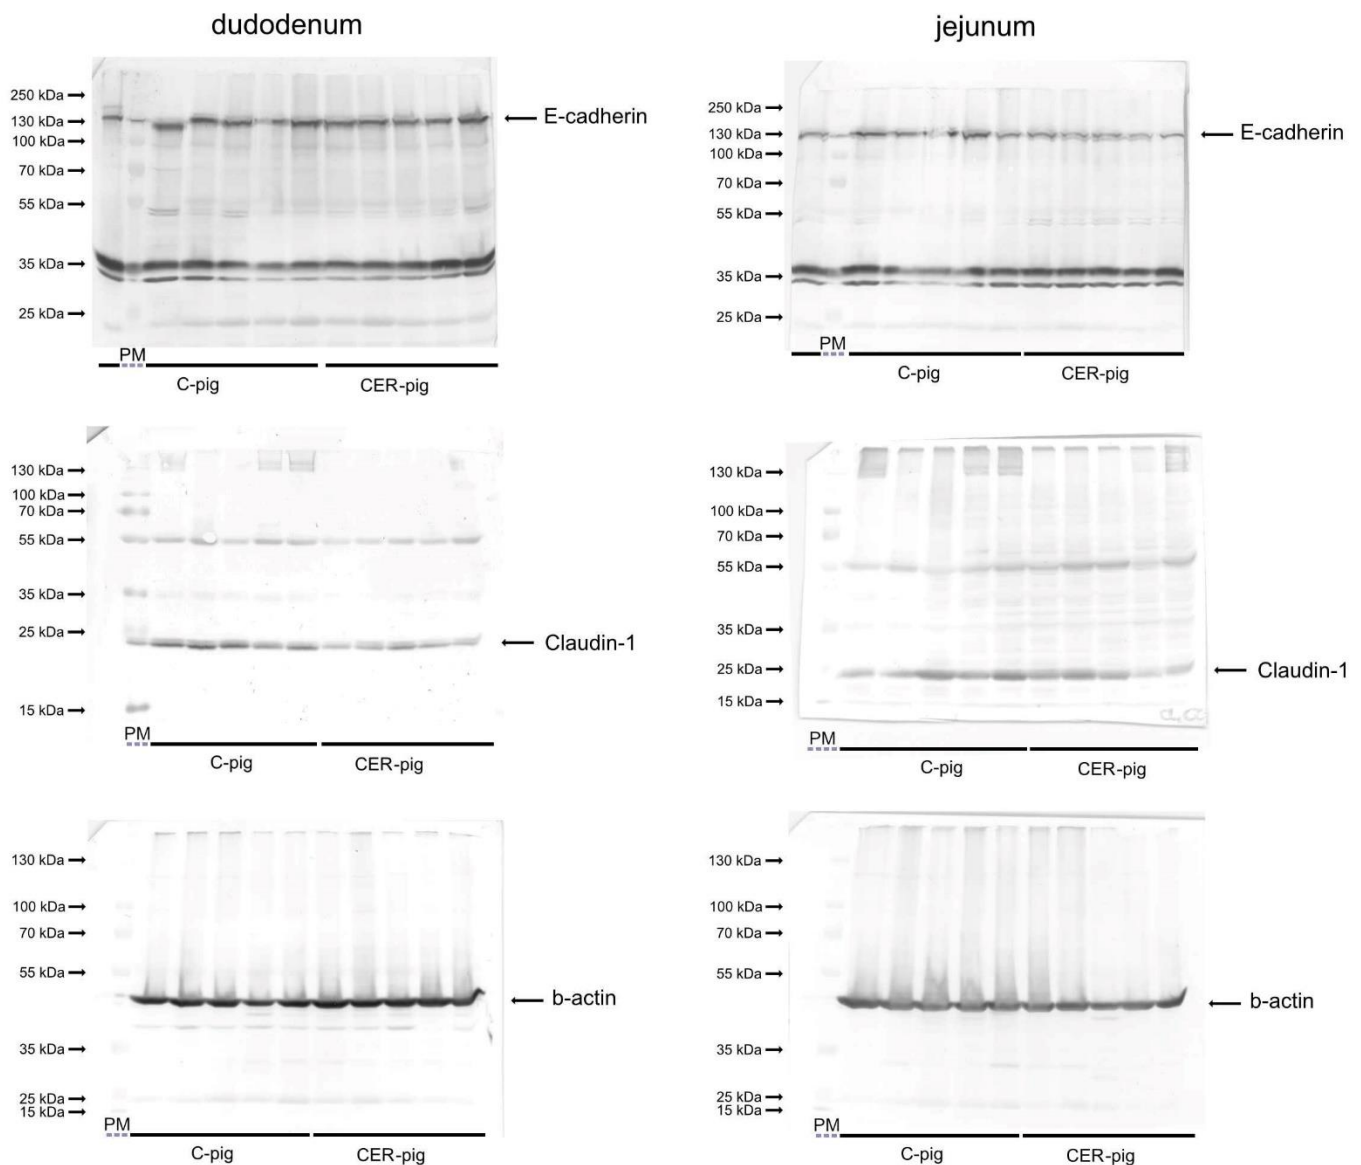 dudodenum
250 kDa
130 kDa
100 kDa
70 kDa
55 kDa
35 kDa
25 kDa
E-cadherin
PM
C-pig
CER-pig
jejunum
250 kDa
130 kDa
100 kDa
70 kDa
55 kDa
35 kDa
25 kDa
E-cadherin
PM
C-pig
CER-pig
130 kDa
100 kDa
70 kDa
55 kDa
35 kDa
25 kDa
15 kDa
Claudin-1
PM
C-pig
CER-pig
130 kDa
100 kDa
70 kDa
55 kDa
35 kDa
25 kDa
15 kDa
Claudin-1
PM
C-pig
CER-pig
130 kDa
100 kDa
70 kDa
55 kDa
35 kDa
25 kDa
15 kDa
b-actin
PM
C-pig
CER-pig
130 kDa
100 kDa
70 kDa
55 kDa
35 kDa
25 kDa
15 kDa
b-actin
PM
C-pig
CER-pig